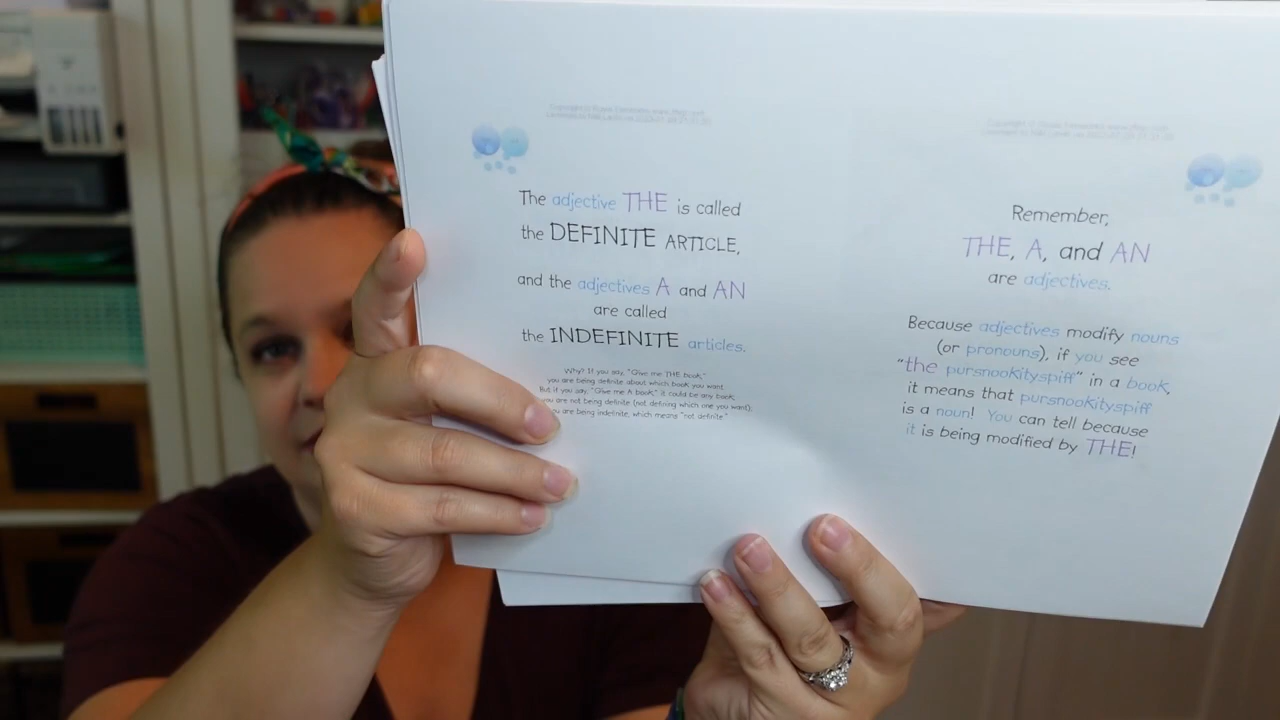 The adjective THE is called
the DEFINITE ARTICLE,
and the adjectives A and AN
are called
the INDEFINITE articles.
Why? If you say, "Give me THE book,"
you are being definite about which book you want.
But if you say, "Give me A book," it could be any book,
you are not being definite (not defining which one you want);
you are being indefinite, which means "not definite"
Remember,
THE, A, and AN
are adjectives.
Because adjectives modify nouns
(or pronouns), if you see
"the pursnookityspiff" in a book,
it means that pursnookityspiff
is a noun! You can tell because
it is being modified by THE!